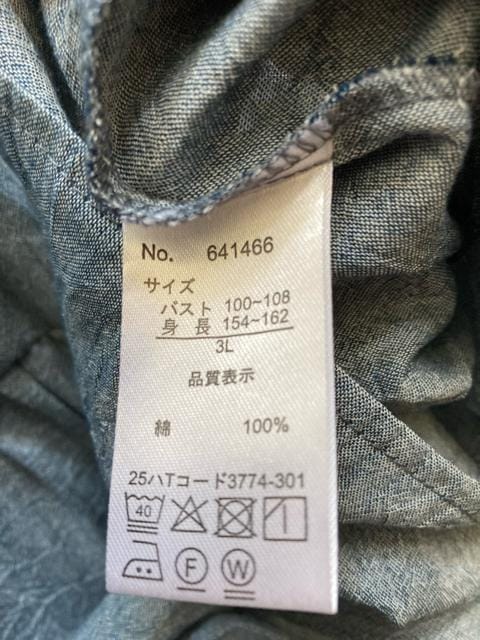 No. 641466
サイズ
バスト 100~108
身長 154~162
3L
品質表示
綿 100%
25ハTコード3774-301
40
F W